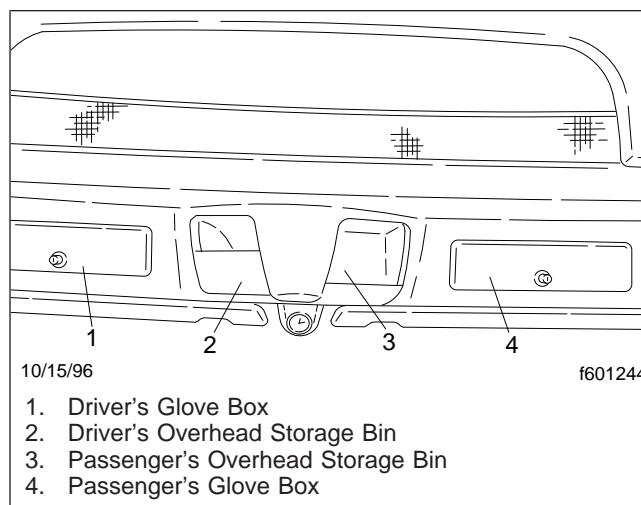 1 2 3 4
10/15/96 f601244
1. Driver's Glove Box
2. Driver's Overhead Storage Bin
3. Passenger's Overhead Storage Bin
4. Passenger's Glove Box